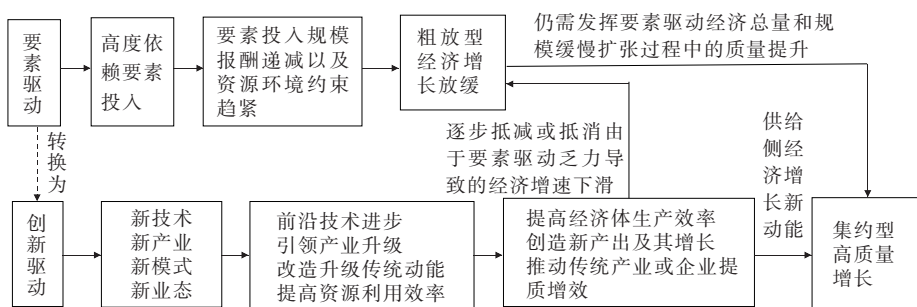 要素驱动
高度依
赖要素
投入
要素投入规模
报酬递减以及
资源环境约束
趋紧
粗放型
经济增
长放缓
仍需发挥要素驱动经济总量和规
模缓慢扩张过程中的质量提升
转换为
逐步抵减或抵消由
于要素驱动乏力导
致的经济增速下滑
供给
侧经
济增
长新
动能
创新驱动
新技术
新产业
新模式
新业态
前沿技术进步
引领产业升级
改造升级传统动能
提高资源利用效率
提高经济体生产效率
创造新产出及其增长
推动传统产业或企业提
质增效
集约型
高质量
增长